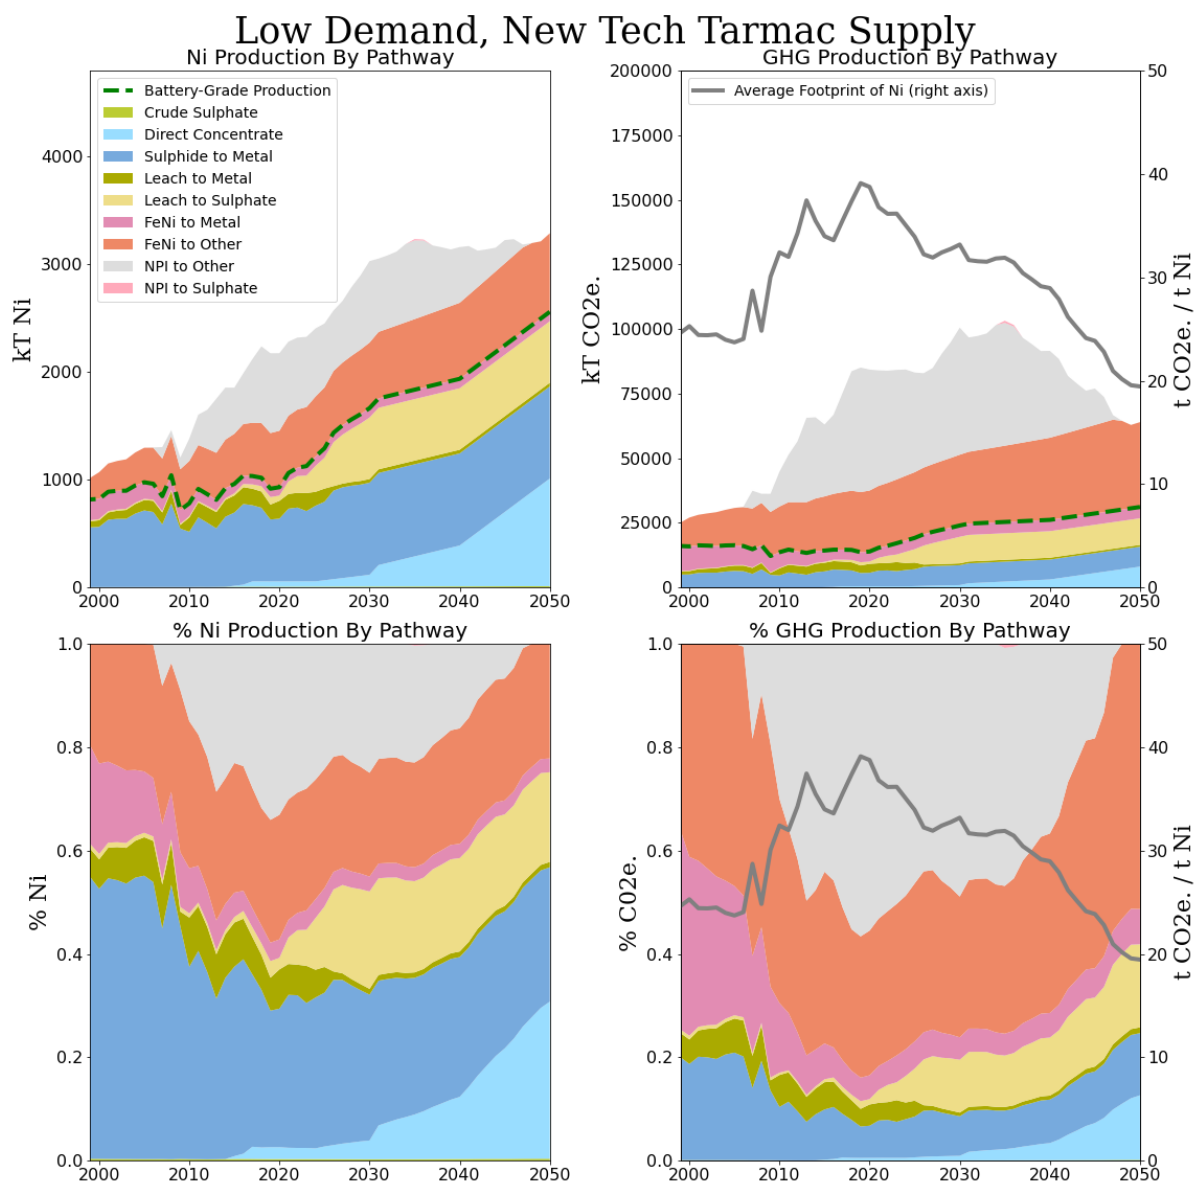 Low Demand, New Tech Tarmac Supply
Ni Production By Pathway
kT Ni
4000
3000
2000
1000
0
Battery-Grade Production
Crude Sulphate
Direct Concentrate
Sulphide to Metal
Leach to Metal
Leach to Sulphate
FeNi to Metal
FeNi to Other
NPI to Other
NPI to Sulphate
2000 2010 2020 2030 2040 2050
GHG Production By Pathway
kT CO2e.
200000
175000
150000
125000
100000
75000
50000
25000
0
Average Footprint of Ni (right axis)
50
40
30
20
10
0
t CO2e. / t Ni
2000 2010 2020 2030 2040 2050
% Ni Production By Pathway
% Ni
1.0
0.8
0.6
0.4
0.2
0.0
2000 2010 2020 2030 2040 2050
% GHG Production By Pathway
% C02e.
1.0
0.8
0.6
0.4
0.2
0.0
50
40
30
20
10
0
t CO2e. / t Ni
2000 2010 2020 2030 2040 2050